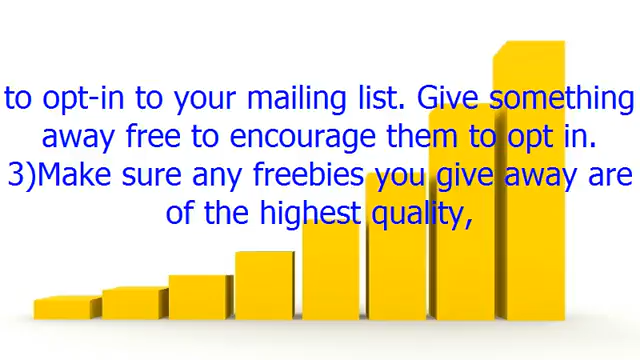 to opt-in to your mailing list. Give something
away free to encourage them to opt in.
3)Make sure any freebies you give away are
of the highest quality,